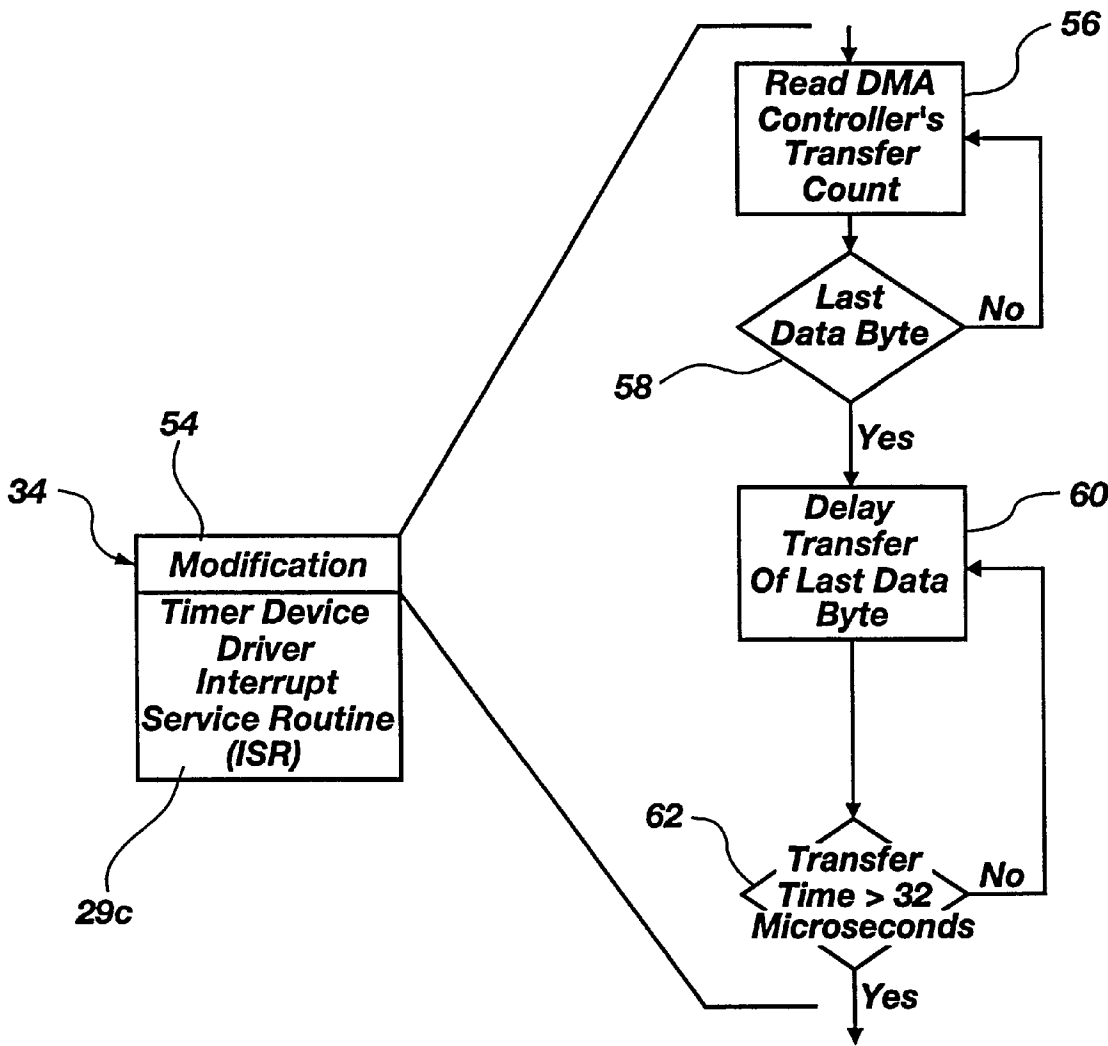 56
Read DMA
Controller's
Transfer
Count
Last
Data Byte
No
58
Yes
54
34
Modification
Timer Device
Driver
Interrupt
Service Routine
(ISR)
29c
60
Delay
Transfer
Of Last Data
Byte
62
Transfer
Time > 32
Microseconds
No
Yes